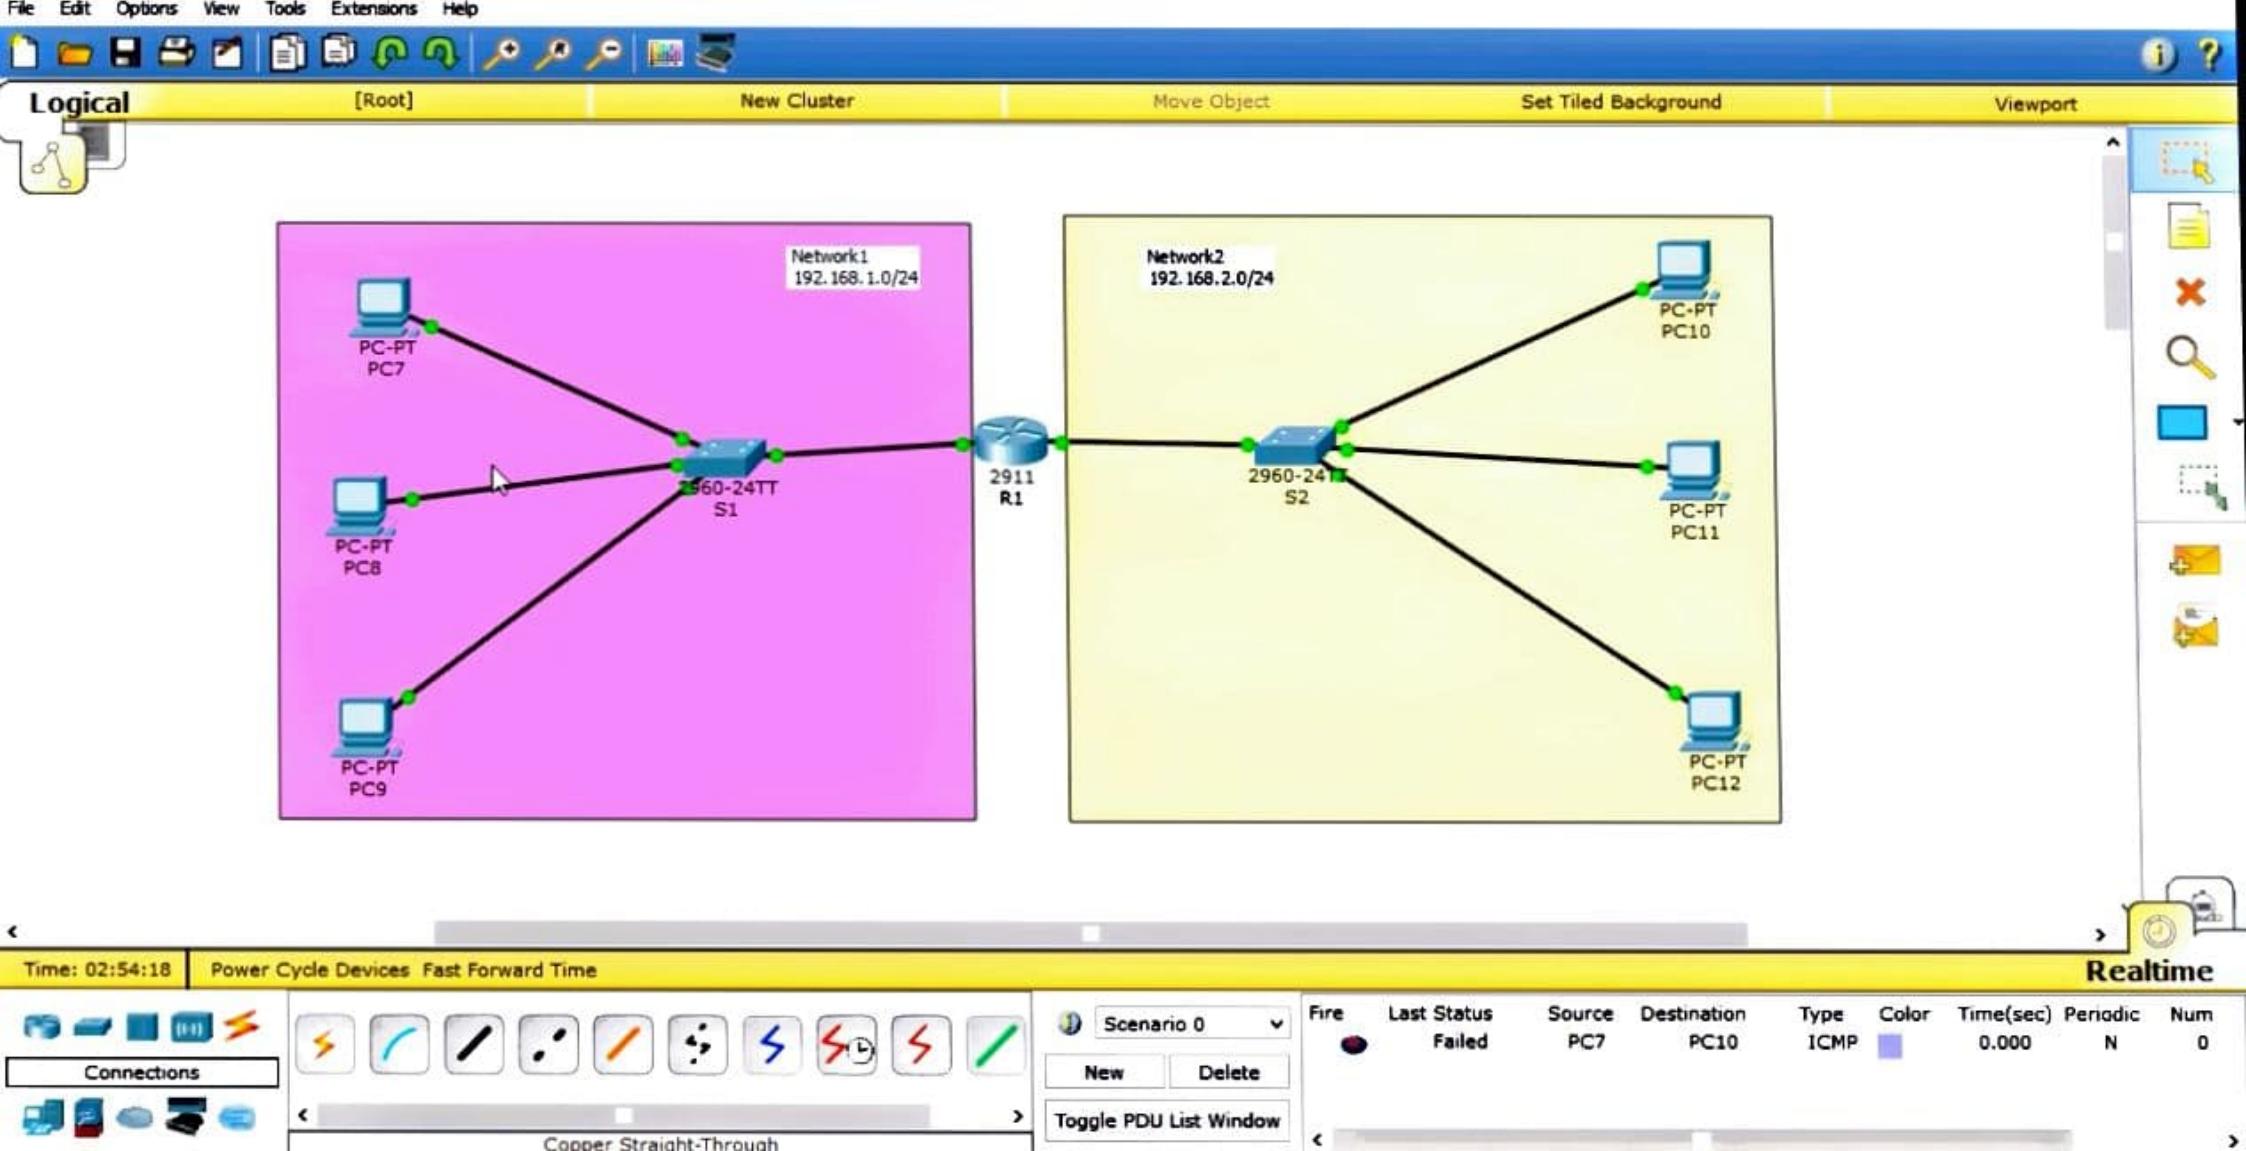 File Edit Options View Tools Extensions Help
Logical [Root] New Cluster Move Object Set Tiled Background Viewport
Network1
192.168.1.0/24
Network2
192.168.2.0/24
PC-PT
PC7
PC-PT
PC8
PC-PT
PC9
2960-24TT
S1
2911
R1
2960-24TT
S2
PC-PT
PC10
PC-PT
PC11
PC-PT
PC12
Time: 02:54:18 Power Cycle Devices Fast Forward Time Realtime
Connections
Copper Straight-Through
Scenario 0
New Delete
Toggle PDU List Window
Fire Last Status Source Destination Type Color Time(sec) Periodic Num
Failed PC7 PC10 ICMP 0.000 N 0